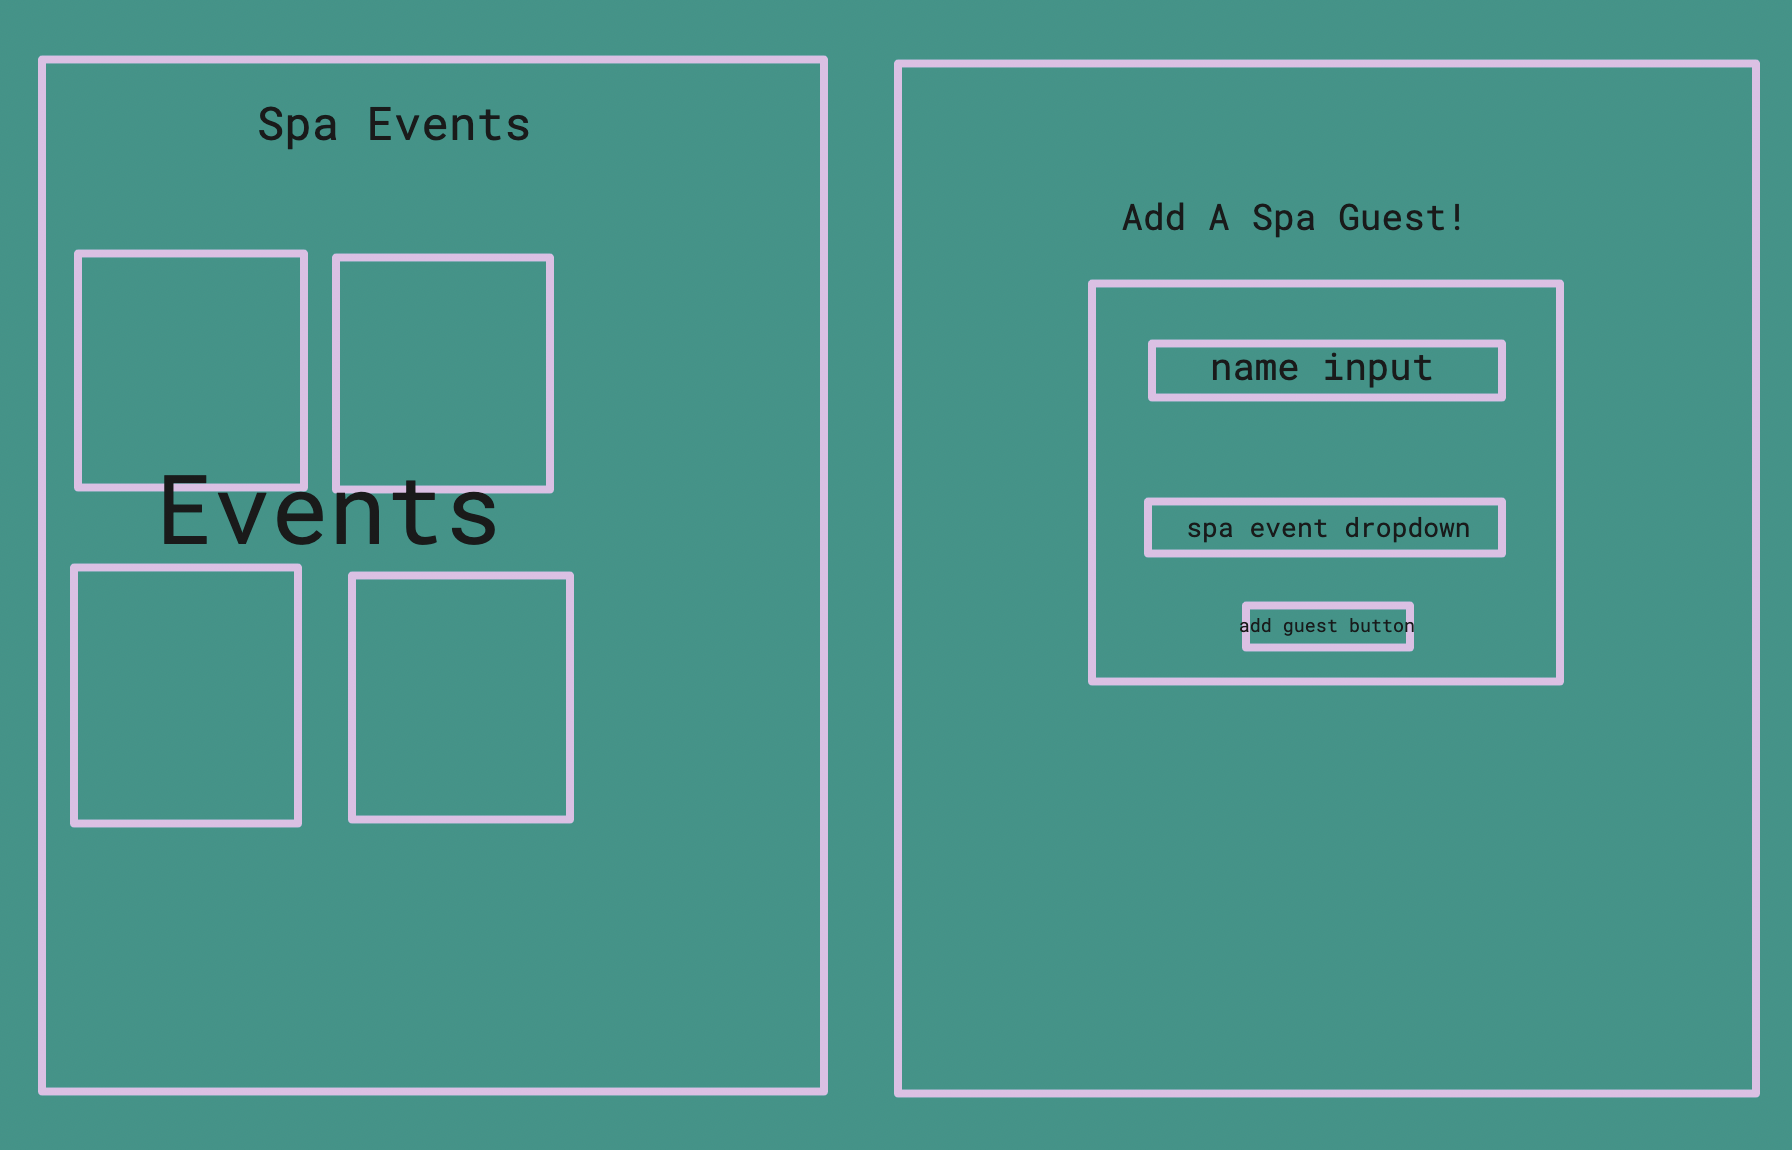 Spa Events
Events
Add A Spa Guest!
name input
spa event dropdown
add guest button